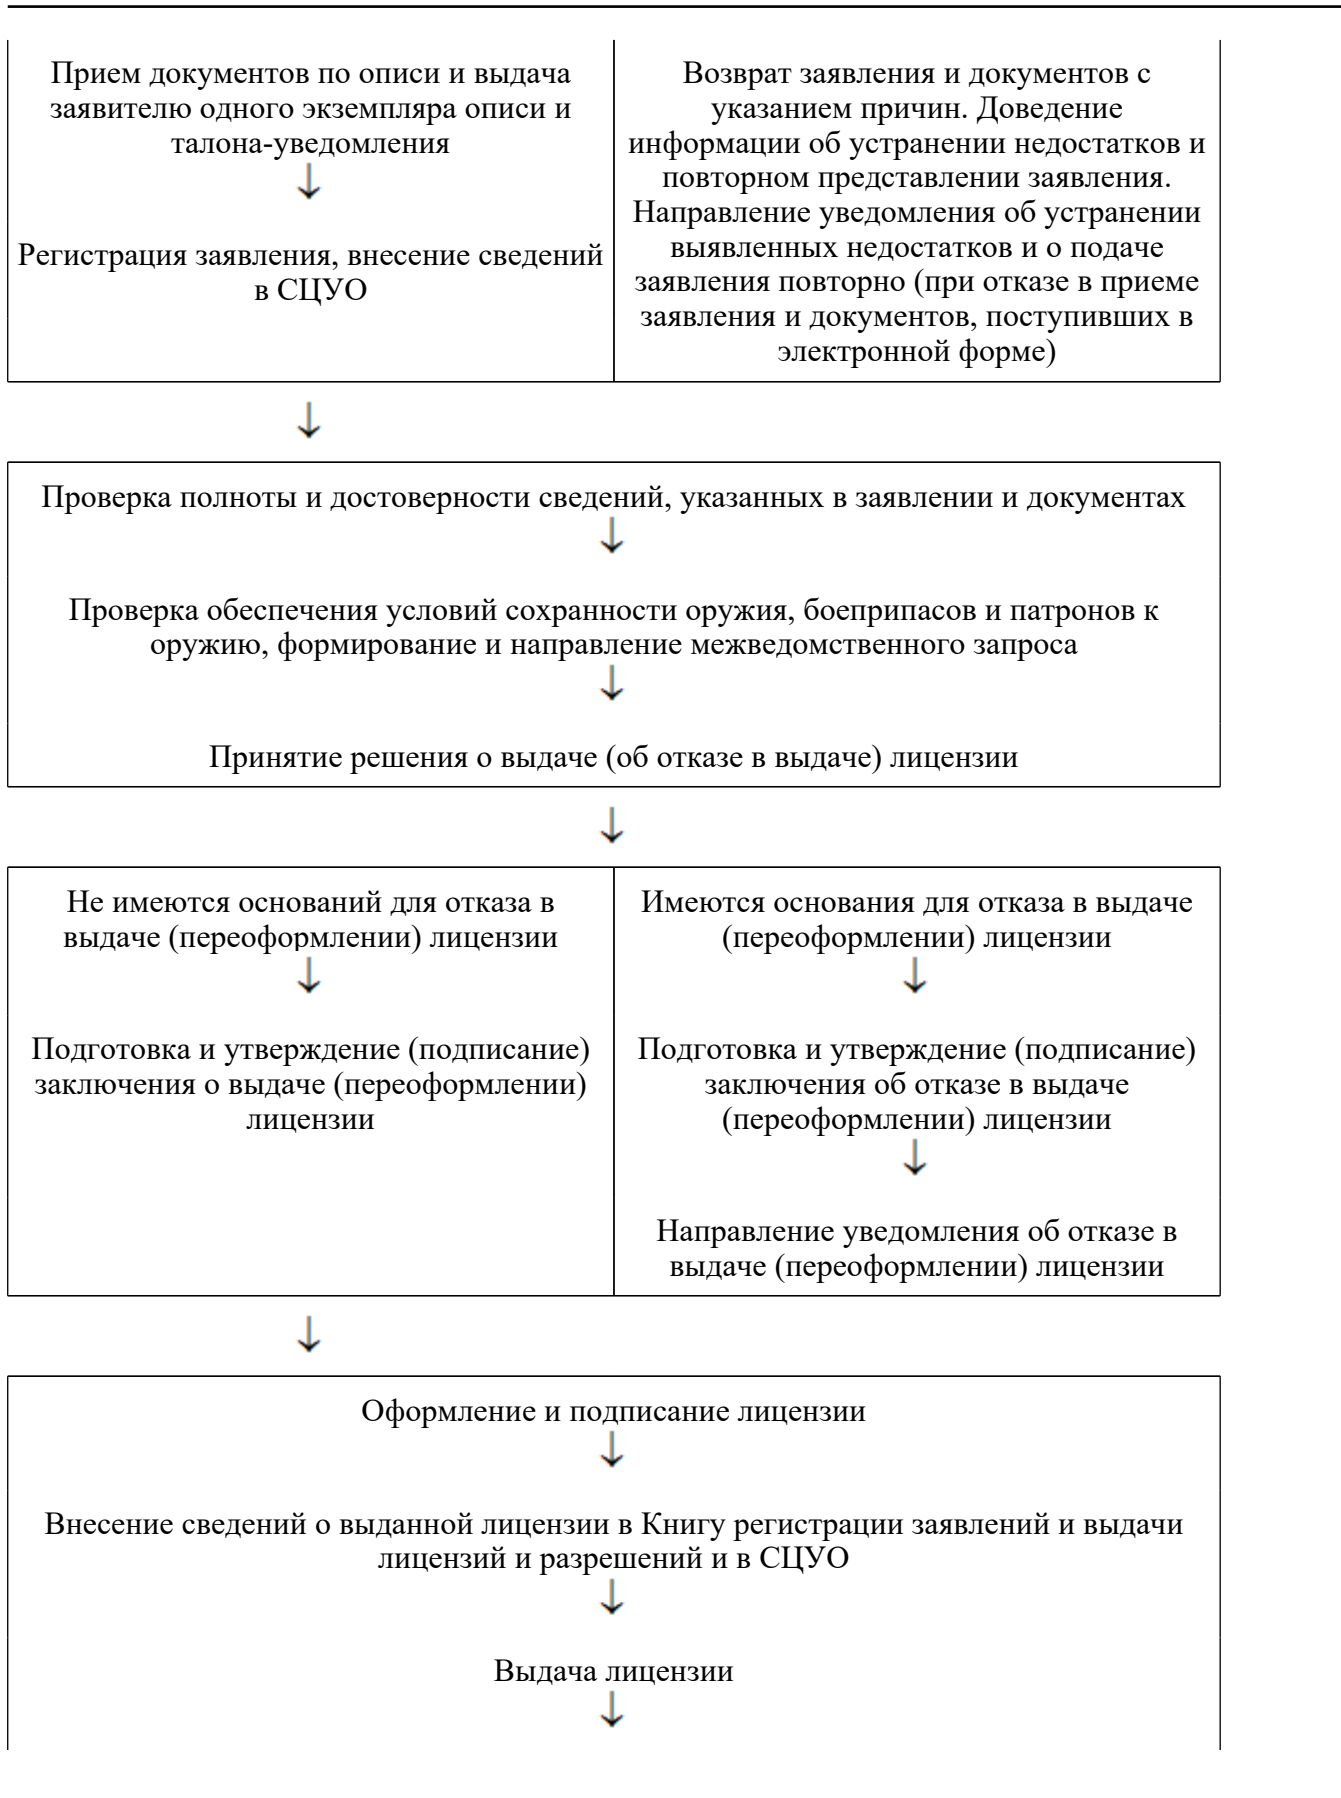 Прием документов по описи и выдача
заявителю одного экземпляра описи и
талона-уведомления
↓
Регистрация заявления, внесение сведений
в СЦУО
Возврат заявления и документов с
указанием причин. Доведение
информации об устранении недостатков и
повторном представлении заявления.
Направление уведомления об устранении
выявленных недостатков и о подаче
заявления повторно (при отказе в приеме
заявления и документов, поступивших в
электронной форме)
↓
Проверка полноты и достоверности сведений, указанных в заявлении и документах
↓
Проверка обеспечения условий сохранности оружия, боеприпасов и патронов к
оружию, формирование и направление межведомственного запроса
↓
Принятие решения о выдаче (об отказе в выдаче) лицензии
↓
Не имеются оснований для отказа в
выдаче (переоформлении) лицензии
↓
Подготовка и утверждение (подписание)
заключения о выдаче (переоформлении)
лицензии
Имеются основания для отказа в выдаче
(переоформлении) лицензии
↓
Подготовка и утверждение (подписание)
заключения об отказе в выдаче
(переоформлении) лицензии
↓
Направление уведомления об отказе в
выдаче (переоформлении) лицензии
↓
Оформление и подписание лицензии
↓
Внесение сведений о выданной лицензии в Книгу регистрации заявлений и выдачи
лицензий и разрешений и в СЦУО
↓
Выдача лицензии
↓